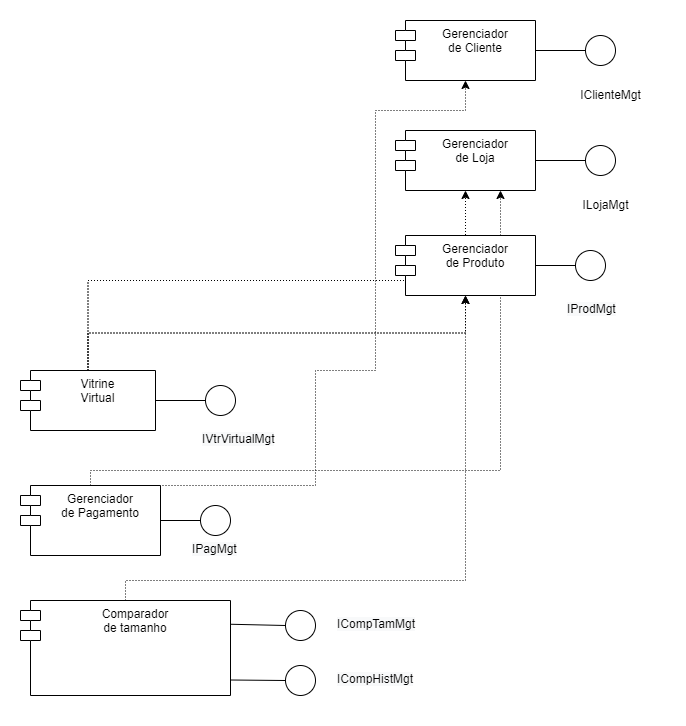 Gerenciador
de Cliente
IClienteMgt
Gerenciador
de Loja
ILojaMgt
Gerenciador
de Produto
IProdMgt
Vitrine
Virtual
IVtrVirtualMgt
Gerenciador
de Pagamento
IPagMgt
Comparador
de tamanho
ICompTamMgt
ICompHistMgt